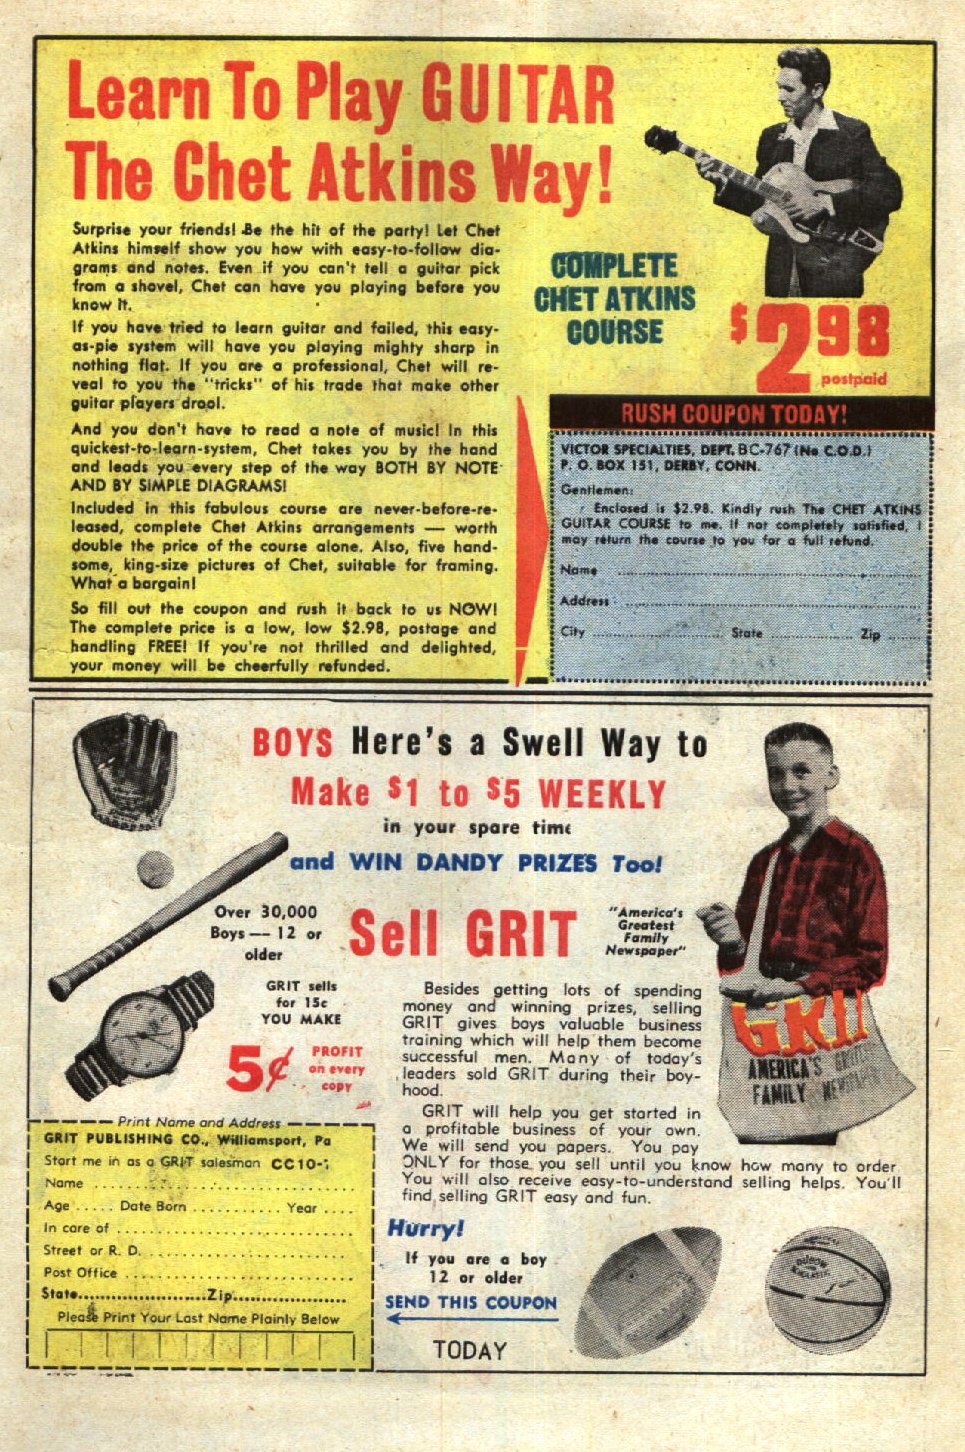 Learn To Play GUITAR
The Chet Atkins Way!
Surprise your friends! Be the hit of the party! Let Chet
Atkins himself show you how with easy-to-follow dia-
grams and notes. Even if you can't tell a guitar pick
from a shovel, Chet can have you playing before you
know it.
If you have tried to learn guitar and failed, this easy-
as-pie system will have you playing mighty sharp in
nothing flat. If you are a professional, Chet will re-
veal to you the "tricks" of his trade that make other
guitar players drool.
And you don't have to read a note of music! In this
quickest-to-learn-system, Chet takes you by the hand
and leads you every step of the way BOTH BY NOTE
AND BY SIMPLE DIAGRAMS!
Included in this fabulous course are never-before-re-
leased, complete Chet Atkins arrangements — worth
double the price of the course alone. Also, five hand-
some, king-size pictures of Chet, suitable for framing.
What a bargain!
So fill out the coupon and rush it back to us NOW!
The complete price is a low, low $2.98, postage and
handling FREE! If you're not thrilled and delighted,
your money will be cheerfully refunded.
COMPLETE
CHET ATKINS
COURSE
$2.98
postpaid
RUSH COUPON TODAY!
VICTOR SPECIALTIES, DEPT. BC-767 (No C.O.D.)
P. O. BOX 151, DERBY, CONN.
Gentlemen:
Enclosed is $2.98. Kindly rush The CHET ATKINS
GUITAR COURSE to me. If not completely satisfied, I
may return the course to you for a full refund.
Name
Address
City State Zip
BOYS Here's a Swell Way to
Make $1 to $5 WEEKLY
in your spare time
and WIN DANDY PRIZES Too!
Over 30,000
Boys — 12 or
older
Sell GRIT
"America's
Greatest
Family
Newspaper"
GRIT sells
for 15c
YOU MAKE
5¢ PROFIT
on every
copy
Besides getting lots of spending
money and winning prizes, selling
GRIT gives boys valuable business
training which will help them become
successful men. Many of today's
leaders sold GRIT during their boy-
hood.
GRIT will help you get started in
a profitable business of your own.
We will send you papers. You pay
ONLY for those you sell until you know how many to order.
You will also receive easy-to-understand selling helps. You'll
find selling GRIT easy and fun.
GRIT
AMERICA'S
FAMILY NEWSPAPER
Print Name and Address
GRIT PUBLISHING CO., Williamsport, Pa
Start me in as a GRIT salesman CC10-
Name
Age Date Born Year
In care of
Street or R. D.
Post Office
State Zip
Please Print Your Last Name Plainly Below
Hurry!
If you are a boy
12 or older
SEND THIS COUPON
TODAY